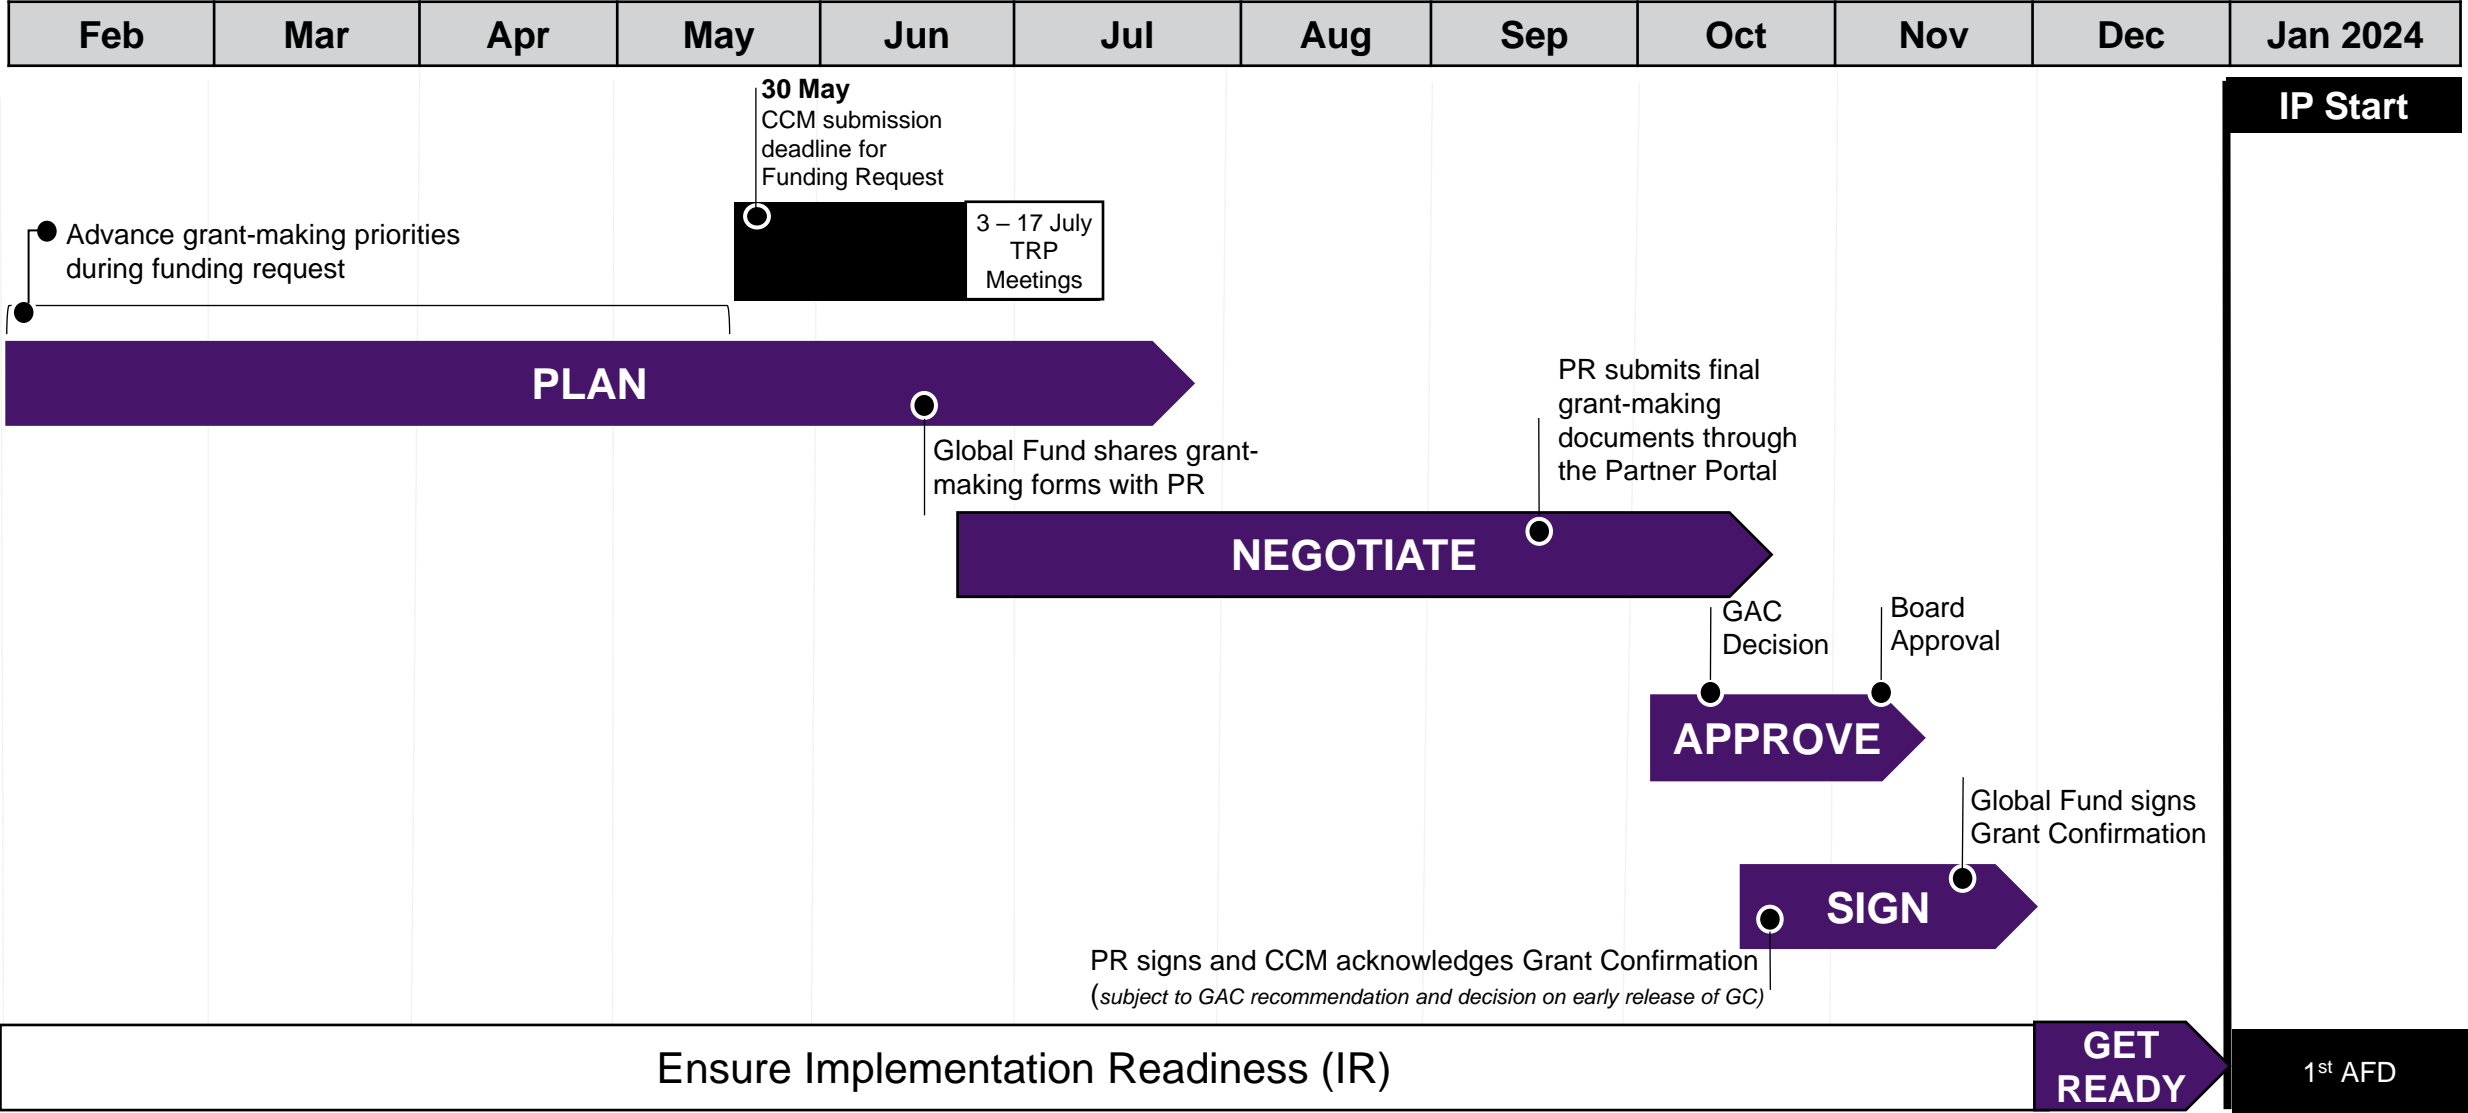 Feb Mar Apr May Jun Jul Aug Sep Oct Nov Dec Jan 2024
IP Start
30 May
CCM submission
deadline for
Funding Request
3 – 17 July
TRP
Meetings
Advance grant-making priorities
during funding request
PLAN
Global Fund shares grant-
making forms with PR
PR submits final
grant-making
documents through
the Partner Portal
NEGOTIATE
GAC
Decision
Board
Approval
APPROVE
Global Fund signs
Grant Confirmation
SIGN
PR signs and CCM acknowledges Grant Confirmation
(subject to GAC recommendation and decision on early release of GC)
Ensure Implementation Readiness (IR)
GET
READY
1st AFD